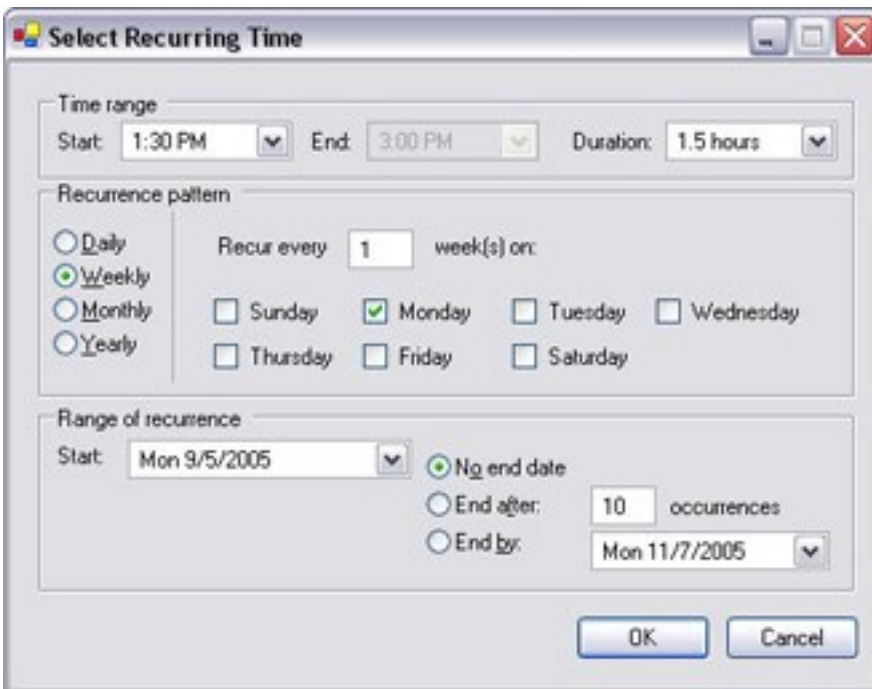 Select Recurring Time
Time range
Start: 1:30 PM End: 3:00 PM Duration: 1.5 hours
Recurrence pattern
Daily
Weekly
Monthly
Yearly
Recur every 1 week(s) on:
Sunday Monday Tuesday Wednesday
Thursday Friday Saturday
Range of recurrence
Start: Mon 9/5/2005
No end date
End after: 10 occurrences
End by: Mon 11/7/2005
OK Cancel